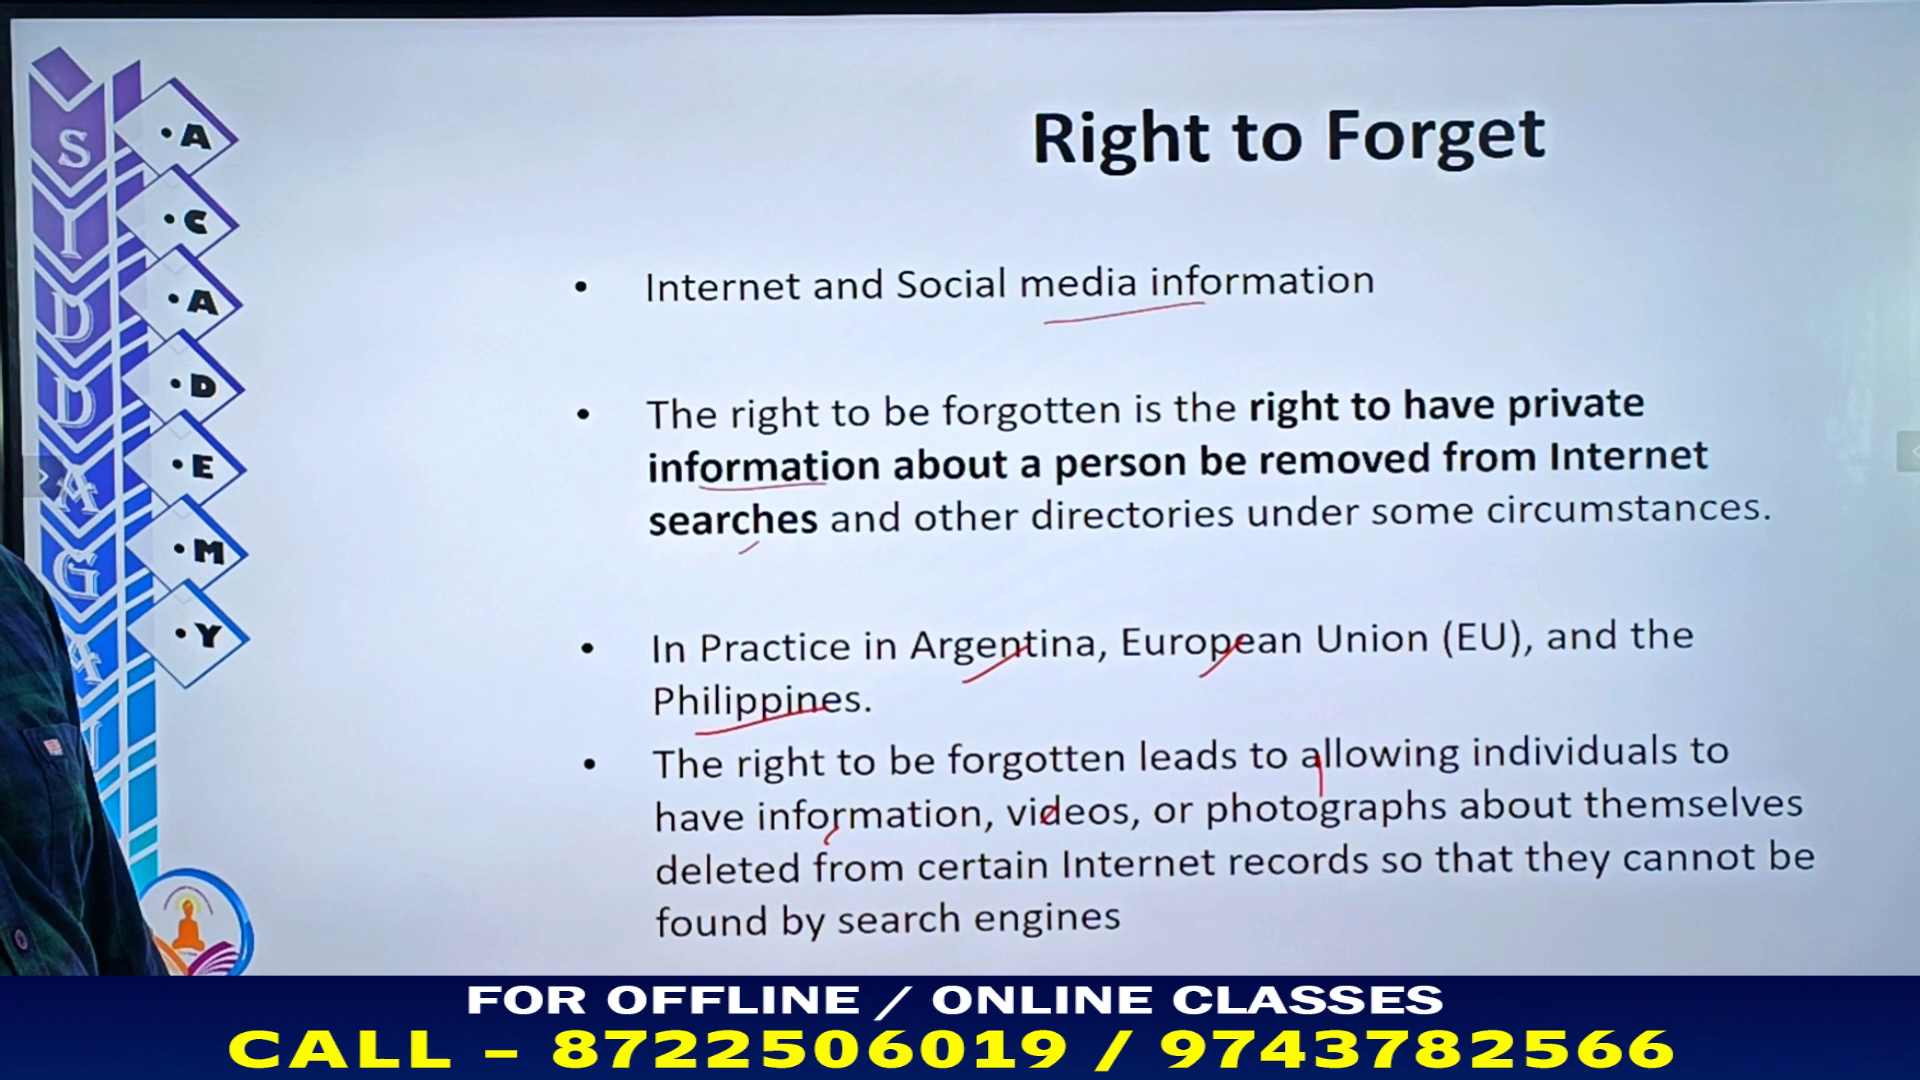 S I D D A G A
• A
• C
• A
• D
• E
• M
• Y
Right to Forget
• Internet and Social media information
• The right to be forgotten is the right to have private
information about a person be removed from Internet
searches and other directories under some circumstances.
• In Practice in Argentina, European Union (EU), and the
Philippines.
• The right to be forgotten leads to allowing individuals to
have information, videos, or photographs about themselves
deleted from certain Internet records so that they cannot be
found by search engines
FOR OFFLINE / ONLINE CLASSES
CALL – 8722506019 / 9743782566